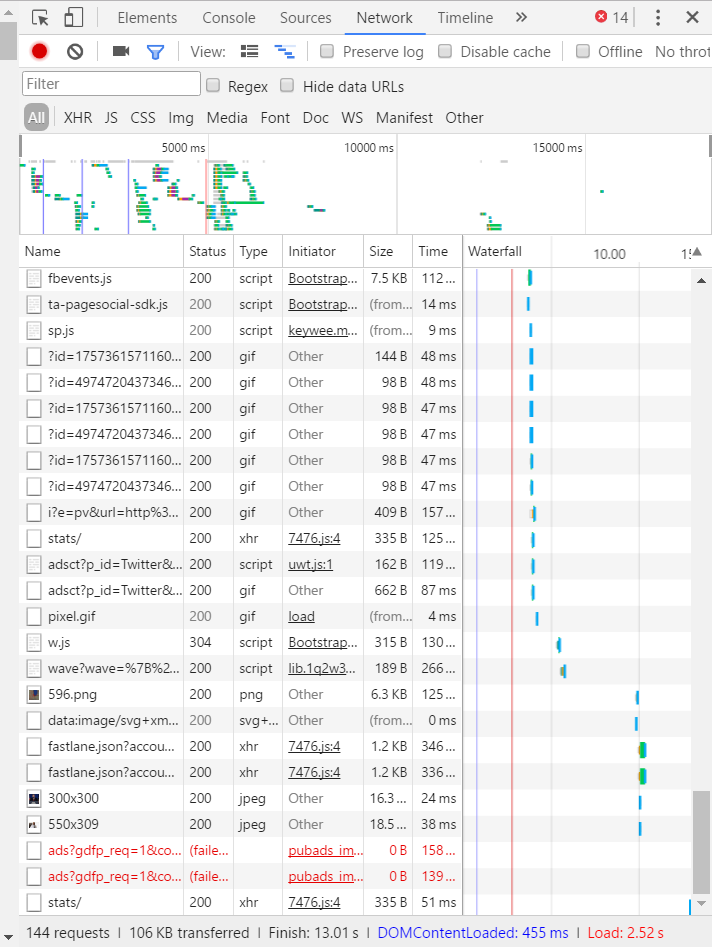 Elements Console Sources Network Timeline » 14
View: Preserve log Disable cache Offline No throt
Filter Regex Hide data URLs
All XHR JS CSS Img Media Font Doc WS Manifest Other
5000 ms 10000 ms 15000 ms
Name Status Type Initiator Size Time Waterfall 10.00 15
fbevents.js 200 script Bootstrap... 7.5 KB 112...
ta-pagesocial-sdk.js 200 script Bootstrap... (from... 14 ms
sp.js 200 script keywee.m... (from... 9 ms
?id=1757361571160... 200 gif Other 144 B 48 ms
?id=4974720437346... 200 gif Other 98 B 48 ms
?id=1757361571160... 200 gif Other 98 B 47 ms
?id=4974720437346... 200 gif Other 98 B 47 ms
?id=1757361571160... 200 gif Other 98 B 47 ms
?id=4974720437346... 200 gif Other 98 B 47 ms
i?e=pv&url=http%3... 200 gif Other 409 B 157...
stats/ 200 xhr 7476.js:4 335 B 125...
adsct?p_id=Twitter&... 200 script uwt.js:1 162 B 119...
adsct?p_id=Twitter&... 200 gif Other 662 B 87 ms
pixel.gif 200 gif load (from... 4 ms
w.js 304 script Bootstrap... 315 B 130...
wave?wave=%7B%2... 200 script lib.1q2w3... 189 B 266...
596.png 200 png Other 6.3 KB 125...
data:image/svg+xm... 200 svg+... Other (from... 0 ms
fastlane.json?accou... 200 xhr 7476.js:4 1.2 KB 346...
fastlane.json?accou... 200 xhr 7476.js:4 1.2 KB 336...
300x300 200 jpeg Other 16.3... 24 ms
550x309 200 jpeg Other 18.5... 38 ms
ads?gdfp_req=1&co... (faile... pubads_im... 0 B 158...
ads?gdfp_req=1&co... (faile... pubads_im... 0 B 139...
stats/ 200 xhr 7476.js:4 335 B 51 ms
144 requests | 106 KB transferred | Finish: 13.01 s | DOMContentLoaded: 455 ms | Load: 2.52 s